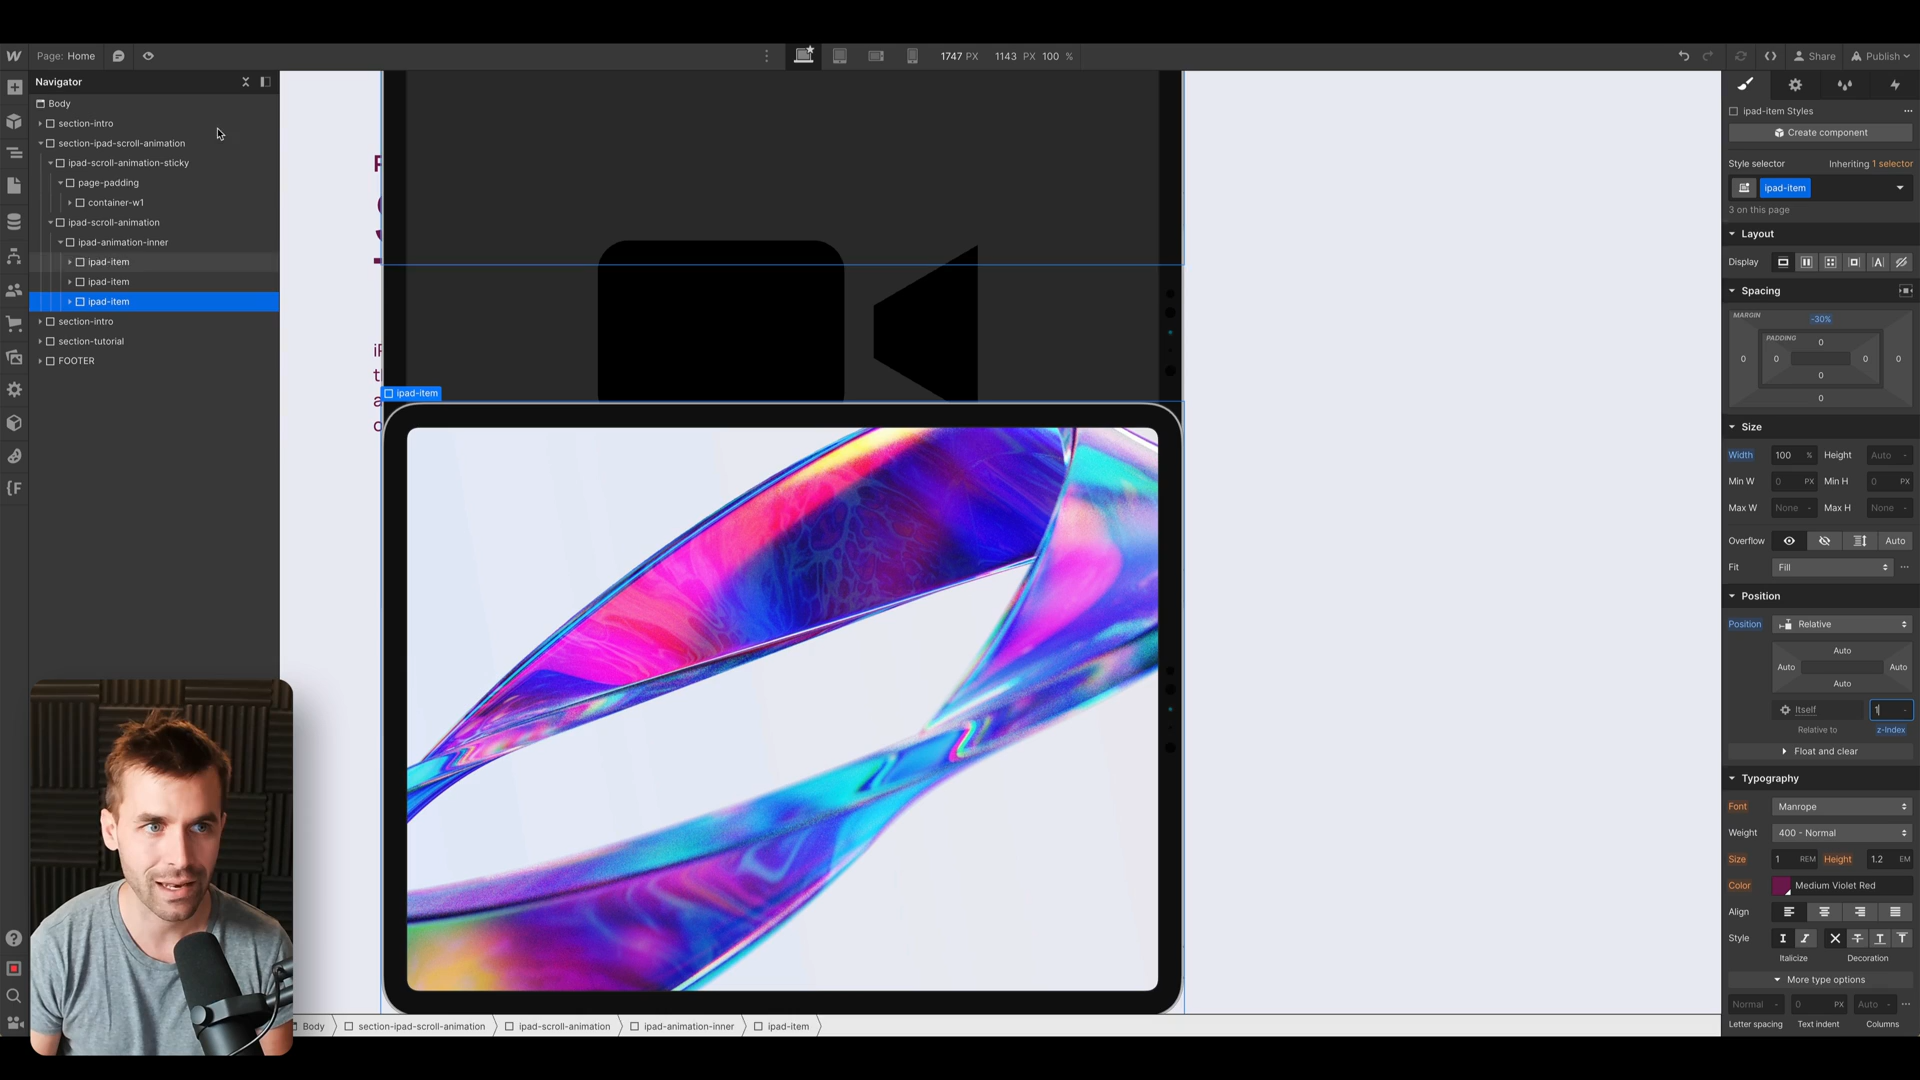 Page: Home
1747 PX 1143 PX 100 %
Share
Publish
Navigator
Body
section-intro
section-ipad-scroll-animation
ipad-scroll-animation-sticky
page-padding
container-w1
ipad-scroll-animation
ipad-animation-inner
ipad-item
ipad-item
ipad-item
section-intro
section-tutorial
FOOTER
ipad-item
Body
section-ipad-scroll-animation
ipad-scroll-animation
ipad-animation-inner
ipad-item
ipad-item Styles
Create component
Style selector Inheriting 1 selector
ipad-item
3 on this page
Layout
Display
Spacing
MARGIN
-30%
PADDING
0
0 0 0 0
0
0
Size
Width 100 % Height Auto -
Min W 0 PX Min H 0 PX
Max W None - Max H None -
Overflow Auto
Fit Fill
Position
Position Relative
Auto
Auto Auto
Auto
Itself 1 -
Relative to z-Index
Float and clear
Typography
Font Manrope
Weight 400 - Normal
Size 1 REM Height 1.2 EM
Color Medium Violet Red
Align
Style
Italicize Decoration
More type options
Normal - 0 PX Auto -
Letter spacing Text indent Columns